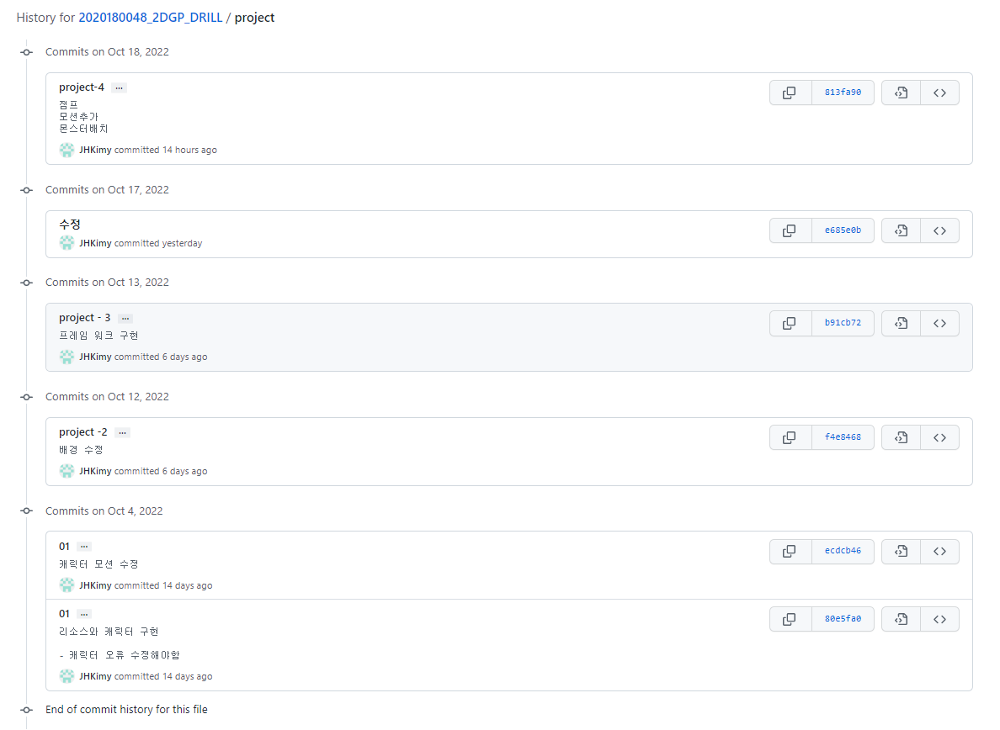 History for 2020180048_2DGP_DRILL / project
Commits on Oct 18, 2022
project-4 ...
점프
모션추가
몬스터배치
JHKimy committed 14 hours ago
813fa90
Commits on Oct 17, 2022
수정
JHKimy committed yesterday
e685e0b
Commits on Oct 13, 2022
project - 3 ...
프레임 워크 구현
JHKimy committed 6 days ago
b91cb72
Commits on Oct 12, 2022
project -2 ...
배경 수정
JHKimy committed 6 days ago
f4e8468
Commits on Oct 4, 2022
01 ...
캐릭터 모션 수정
JHKimy committed 14 days ago
ecdcb46
01 ...
리소스와 캐릭터 구현
- 캐릭터 오류 수정해야함
JHKimy committed 14 days ago
80e5fa0
End of commit history for this file